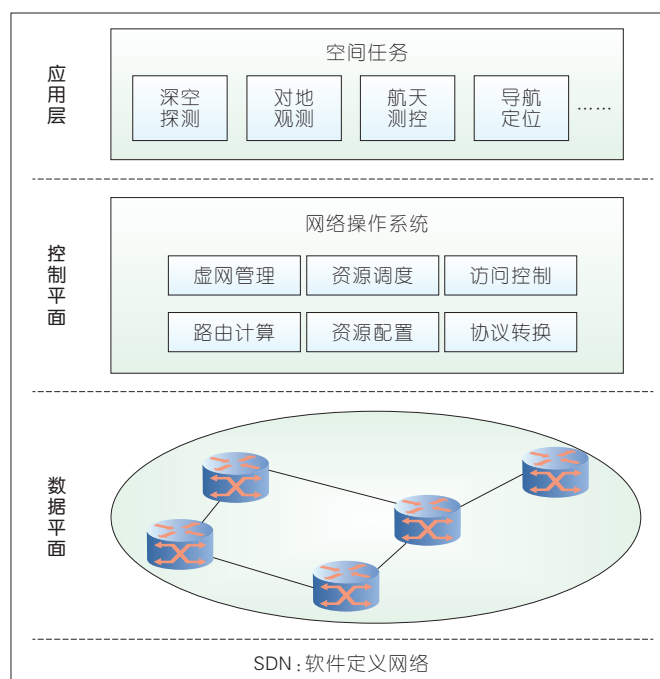 应用层
空间任务
深空
探测
对地
观测
航天
测控
导航
定位
……
控制平面
网络操作系统
虚网管理
资源调度
访问控制
路由计算
资源配置
协议转换
数据平面
SDN:软件定义网络